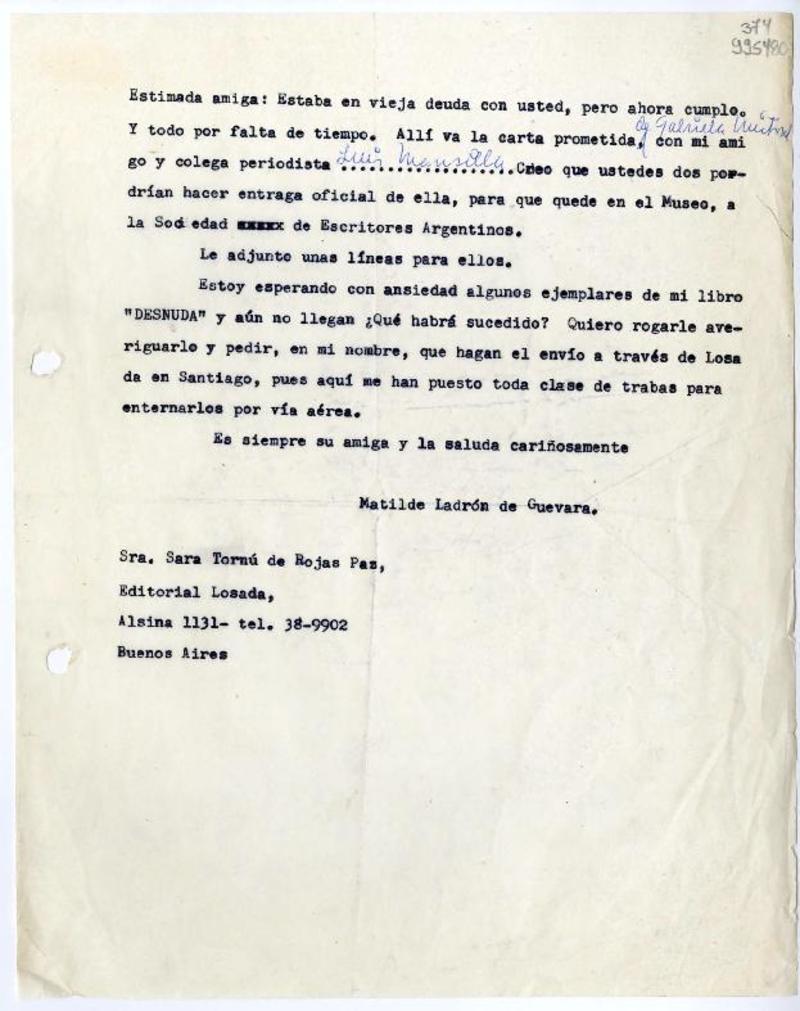 374
995480
Estimada amiga: Estaba en vieja deuda con usted, pero ahora cumplo.
de Gabriela Mistral
Y todo por falta de tiempo. Allí va la carta prometida, con mi ami
go y colega periodista Luis Mansilla.................Creo que ustedes dos po-
drían hacer entraga oficial de ella, para que quede en el Museo, a
la Sociedad xxxxx de Escritores Argentinos.
Le adjunto unas líneas para ellos.
Estoy esperando con ansiedad algunos ejemplares de mi libro
"DESNUDA" y aún no llegan ¿Qué habrá sucedido? Quiero rogarle ave-
riguarlo y pedir, en mi nombre, que hagan el envío a través de Losa
da en Santiago, pues aquí me han puesto toda clase de trabas para
enternarlos por vía aérea.
Es siempre su amiga y la saluda cariñosamente
Matilde Ladrón de Guevara.
Sra. Sara Tornú de Rojas Paz,
Editorial Losada,
Alsina 1131- tel. 38-9902
Buenos Aires